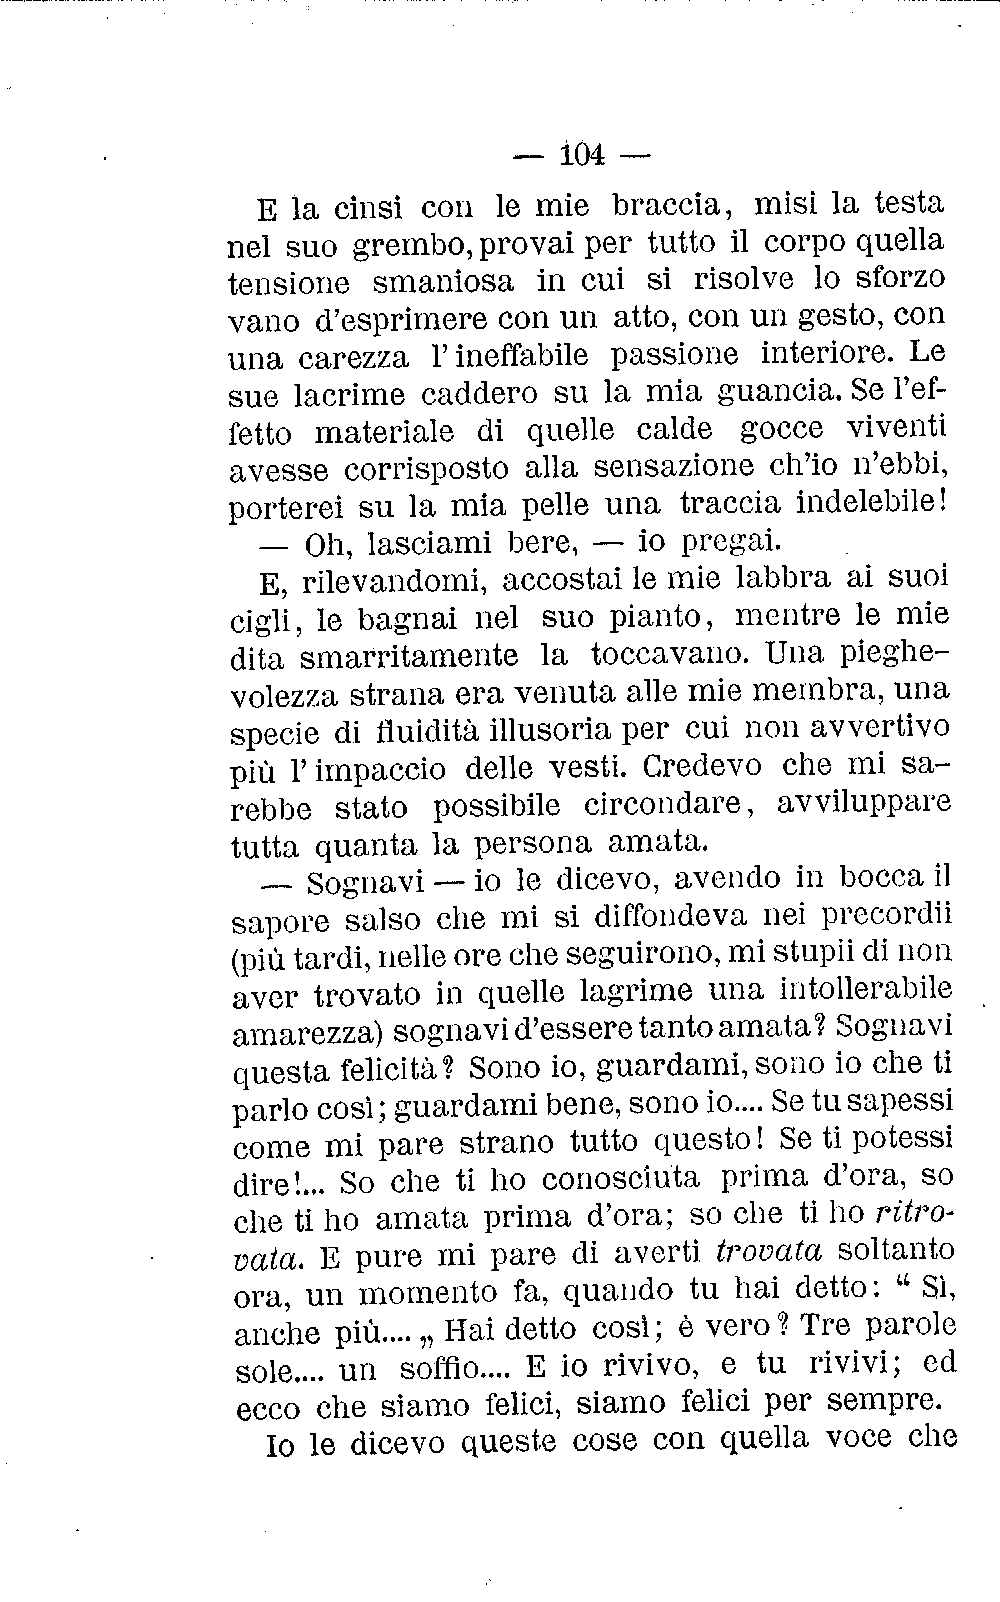 — 104 —
E la cinsi con le mie braccia, misi la testa
nel suo grembo, provai per tutto il corpo quella
tensione smaniosa in cui si risolve lo sforzo
vano d'esprimere con un atto, con un gesto, con
una carezza l'ineffabile passione interiore. Le
sue lacrime caddero su la mia guancia. Se l'ef-
fetto materiale di quelle calde gocce viventi
avesse corrisposto alla sensazione ch'io n'ebbi,
porterei su la mia pelle una traccia indelebile!
— Oh, lasciami bere, — io pregai.
E, rilevandomi, accostai le mie labbra ai suoi
cigli, le bagnai nel suo pianto, mentre le mie
dita smarritamente la toccavano. Una pieghe-
volezza strana era venuta alle mie membra, una
specie di fluidità illusoria per cui non avvertivo
più l'impaccio delle vesti. Credevo che mi sa-
rebbe stato possibile circondare, avviluppare
tutta quanta la persona amata.
— Sognavi — io le dicevo, avendo in bocca il
sapore salso che mi si diffondeva nei precordii
(più tardi, nelle ore che seguirono, mi stupii di non
aver trovato in quelle lagrime una intollerabile
amarezza) sognavi d'essere tanto amata? Sognavi
questa felicità? Sono io, guardami, sono io che ti
parlo così; guardami bene, sono io.... Se tu sapessi
come mi pare strano tutto questo! Se ti potessi
dire!... So che ti ho conosciuta prima d'ora, so
che ti ho amata prima d'ora; so che ti ho ritro-
vata. E pure mi pare di averti trovata soltanto
ora, un momento fa, quando tu hai detto: “ Sì,
anche più.... „ Hai detto così; è vero? Tre parole
sole.... un soffio.... E io rivivo, e tu rivivi; ed
ecco che siamo felici, siamo felici per sempre.
Io le dicevo queste cose con quella voce che